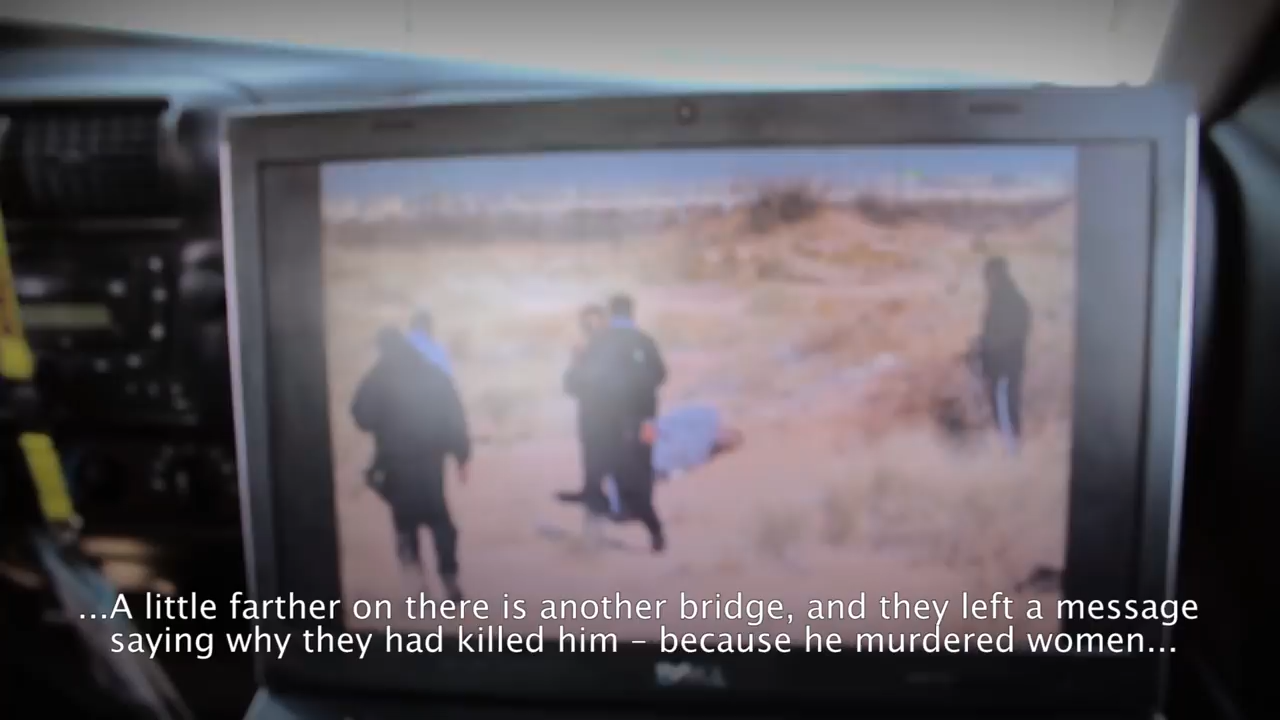 ...A little farther on there is another bridge, and they left a message
saying why they had killed him – because he murdered women...
DELL